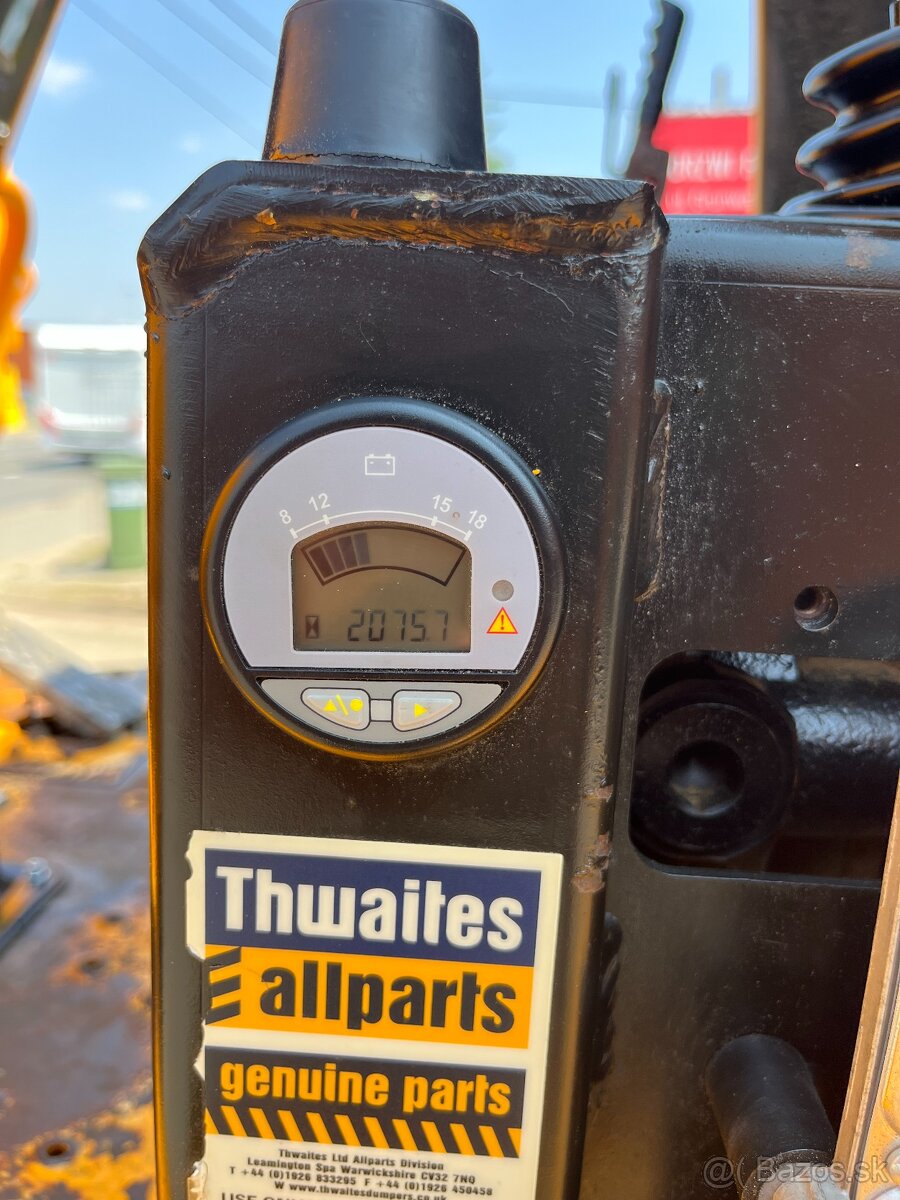 8 12 15 18
20757
Thwaites
allparts
genuine parts
Thwaites Ltd Allparts Division
Leamington Spa Warwickshire CV32 7NQ
T +44 (0)1926 833295 F +44 (0)1926 450458
W www.thwaitesdumpers.co.uk
USE
@ Bazos.sk